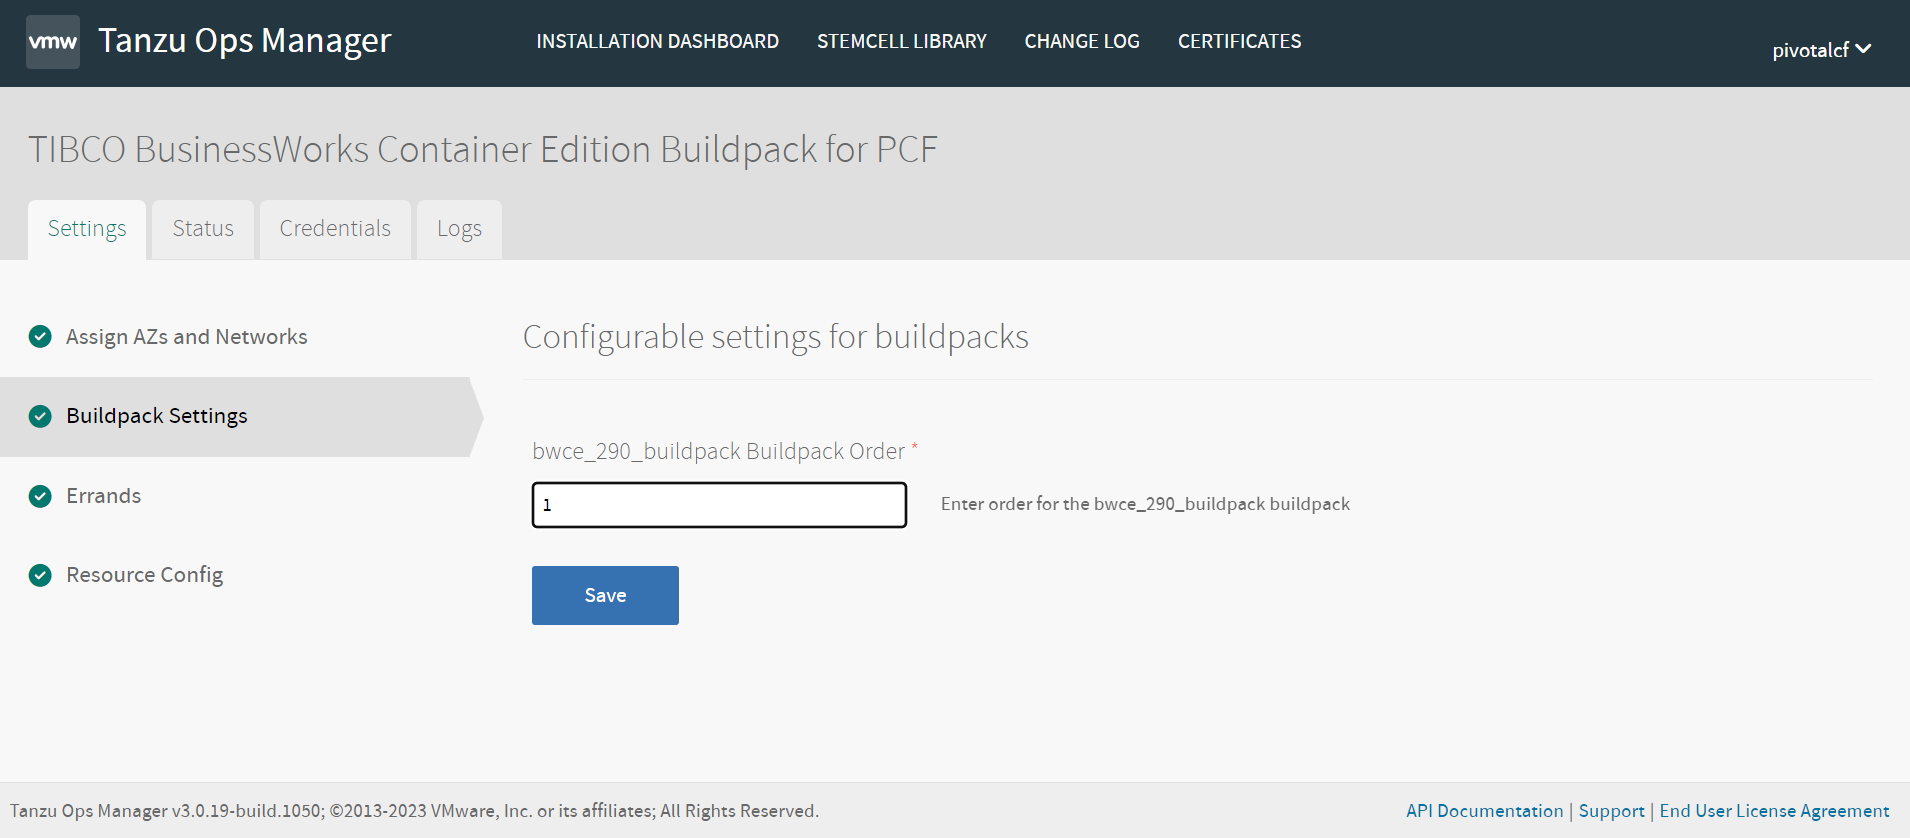 vmw Tanzu Ops Manager INSTALLATION DASHBOARD STEMCELL LIBRARY CHANGE LOG CERTIFICATES pivotalcf
TIBCO BusinessWorks Container Edition Buildpack for PCF
Settings Status Credentials Logs
Assign AZs and Networks
Buildpack Settings
Errands
Resource Config
Configurable settings for buildpacks
bwce_290_buildpack Buildpack Order *
1 Enter order for the bwce_290_buildpack buildpack
Save
Tanzu Ops Manager v3.0.19-build.1050; ©2013-2023 VMware, Inc. or its affiliates; All Rights Reserved. API Documentation | Support | End User License Agreement